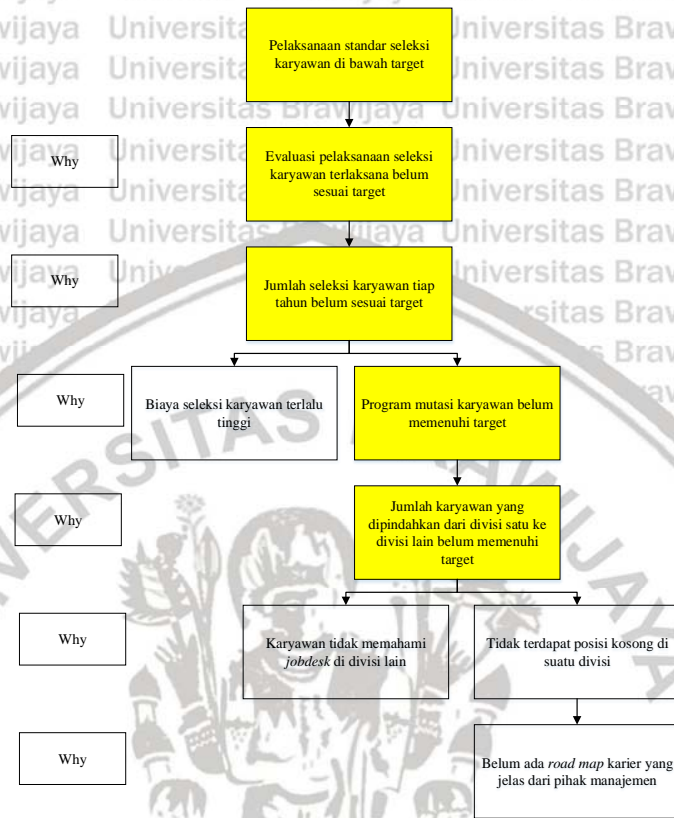 Pelaksanaan standar seleksi
karyawan di bawah target
Why
Evaluasi pelaksanaan seleksi
karyawan terlaksana belum
sesuai target
Why
Jumlah seleksi karyawan tiap
tahun belum sesuai target
Why
Biaya seleksi karyawan terlalu
tinggi
Program mutasi karyawan belum
memenuhi target
Why
Jumlah karyawan yang
dipindahkan dari divisi satu ke
divisi lain belum memenuhi
target
Why
Karyawan tidak memahami
jobdesk di divisi lain
Tidak terdapat posisi kosong di
suatu divisi
Why
Belum ada road map karier yang
jelas dari pihak manajemen